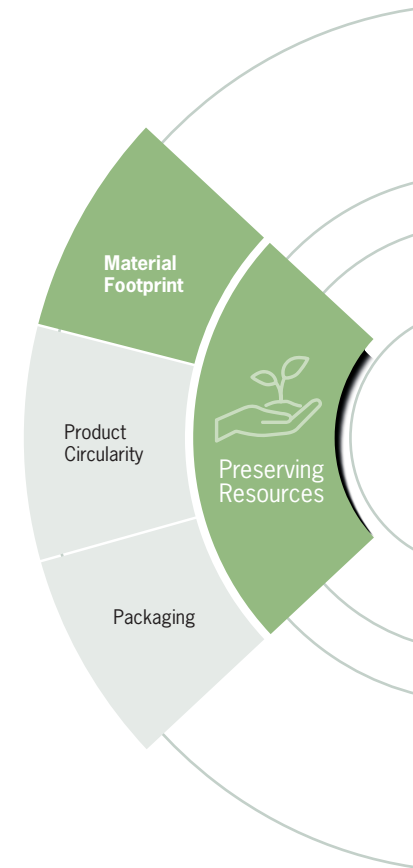 Material
Footprint
Preserving
Resources
Product
Circularity
Packaging